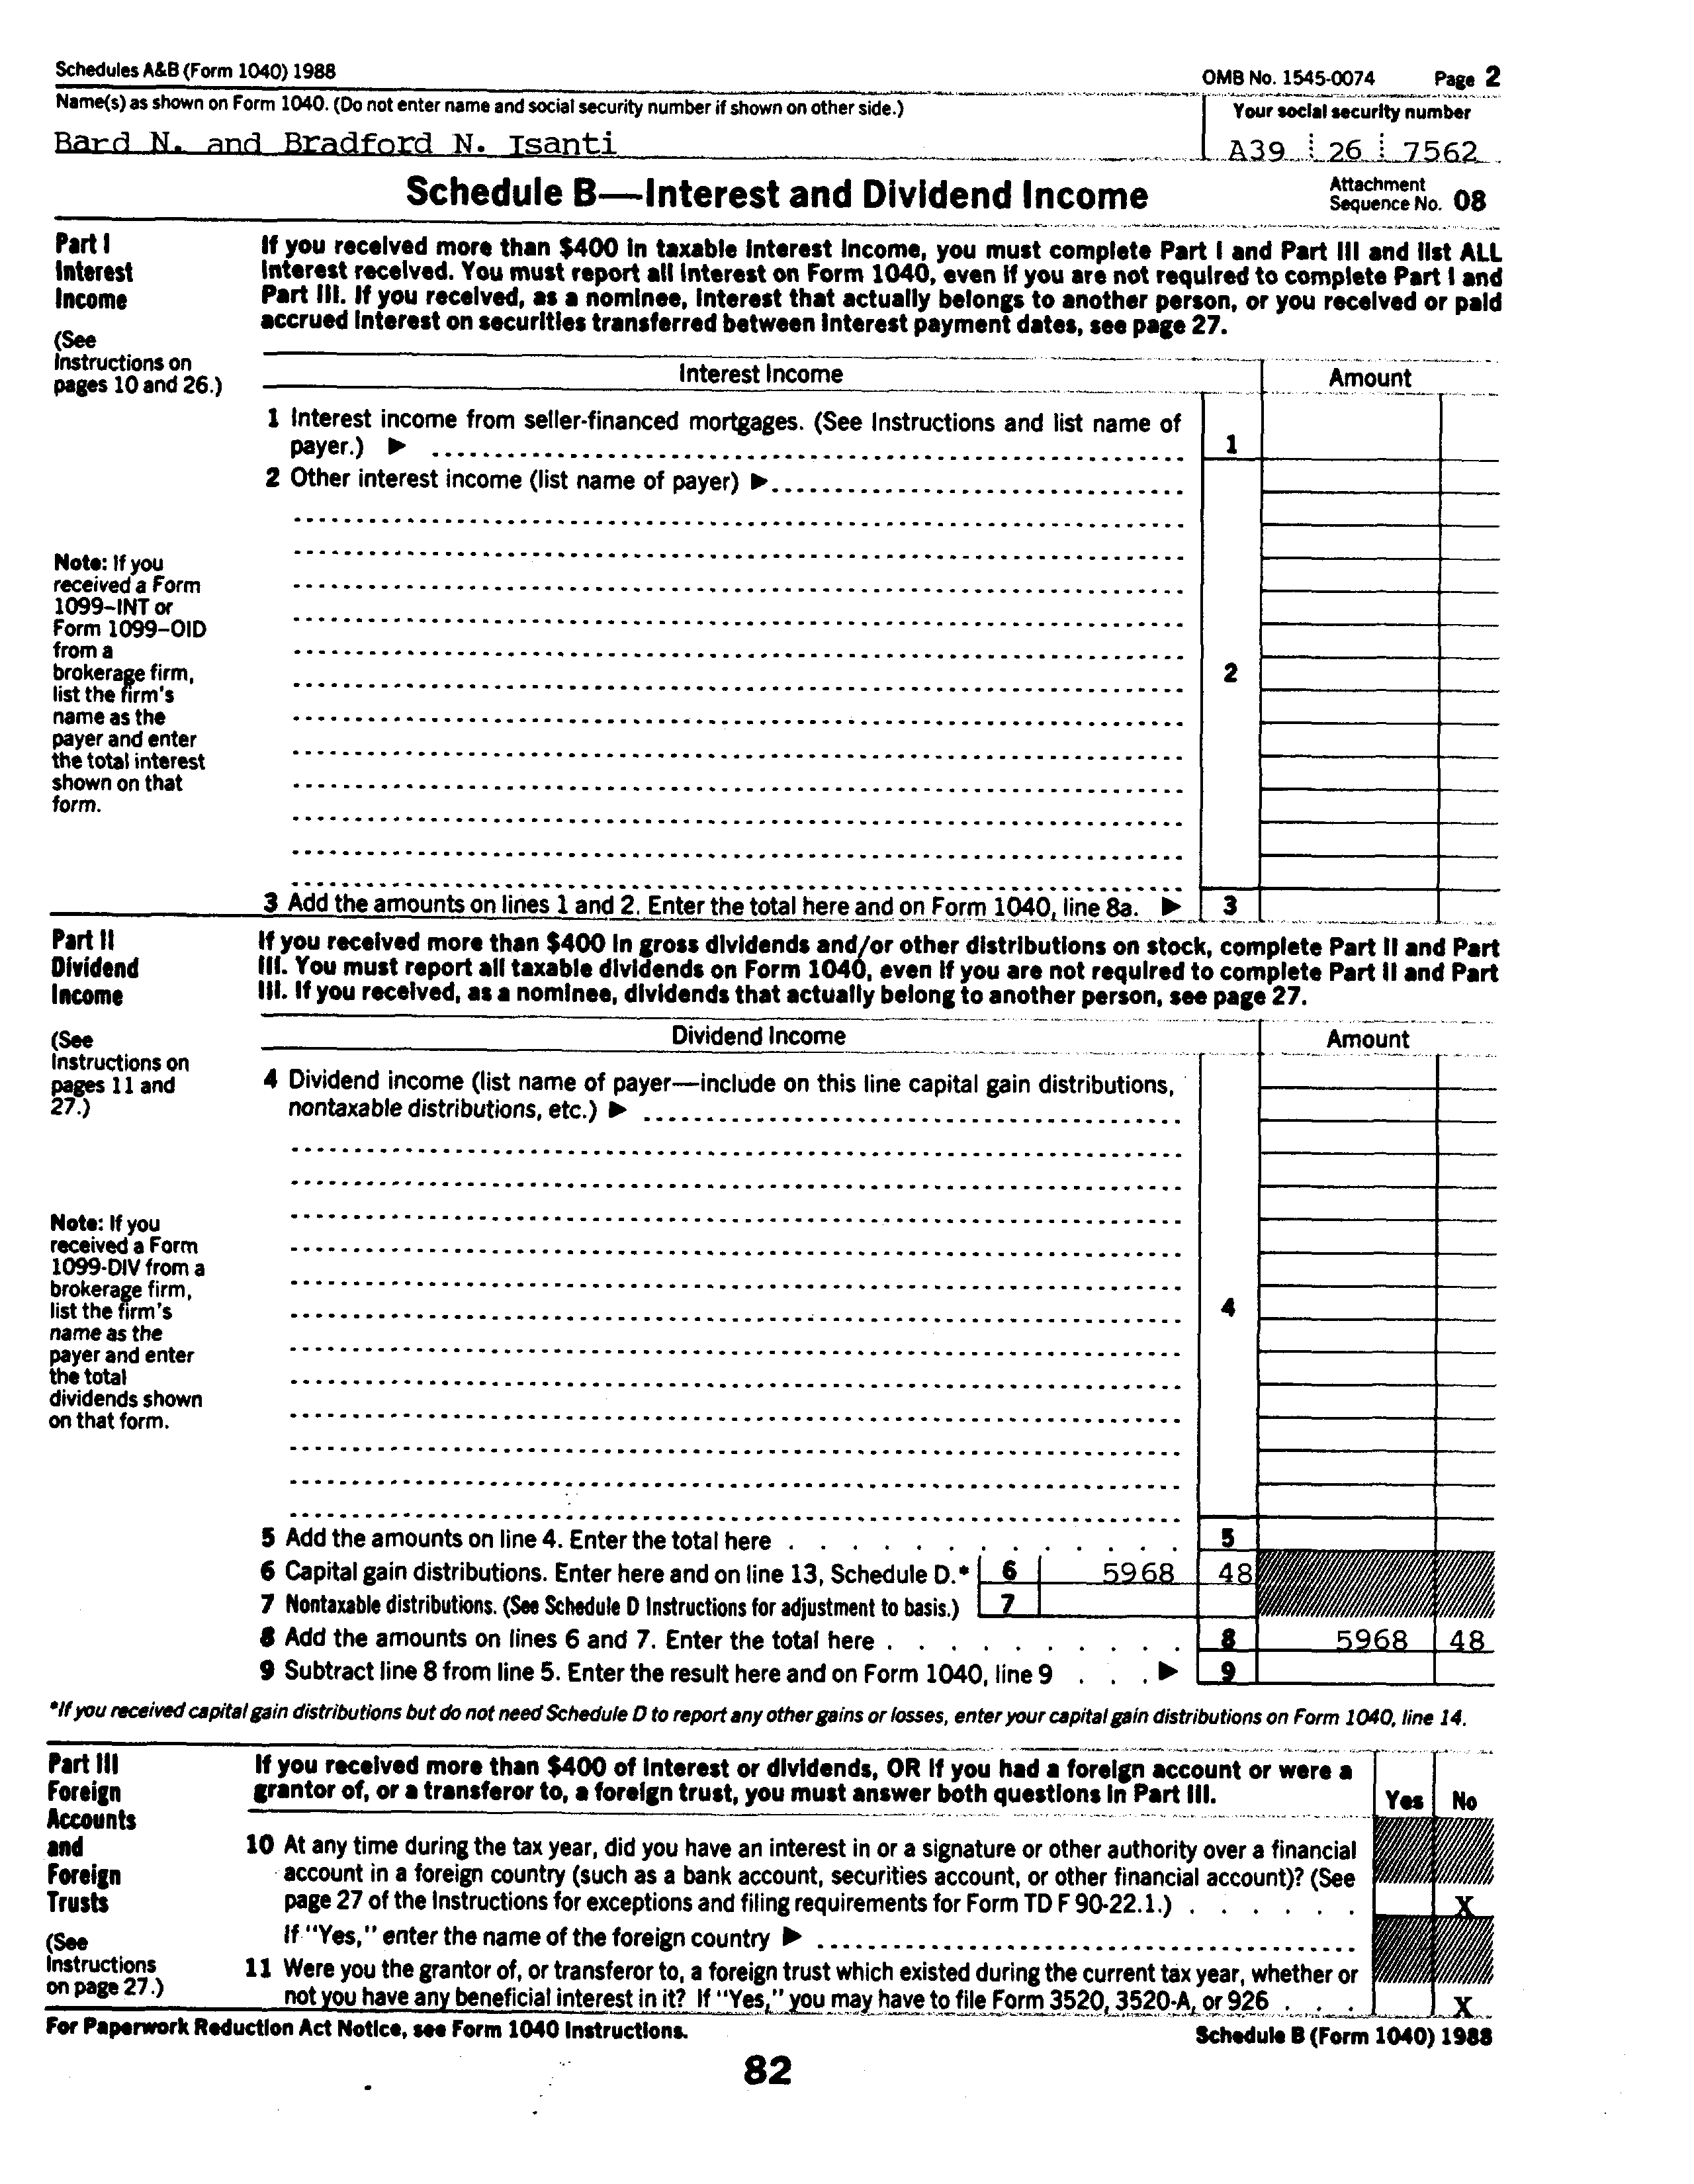 Schedules A&B (Form 1040) 1988
OMB No. 1545-0074 Page 2
Name(s) as shown on Form 1040. (Do not enter name and social security number if shown on other side.)
Your social security number
Bard N. and Bradford N. Isanti
A39 26 7562
Schedule B—Interest and Dividend Income
Attachment
Sequence No. 08
Part I
Interest
Income
(See
Instructions on
pages 10 and 26.)
If you received more than $400 in taxable interest income, you must complete Part I and Part III and list ALL
interest received. You must report all interest on Form 1040, even if you are not required to complete Part I and
Part III. If you received, as a nominee, interest that actually belongs to another person, or you received or paid
accrued interest on securities transferred between interest payment dates, see page 27.
Interest Income
Amount
1 Interest income from seller-financed mortgages. (See Instructions and list name of
payer.) ▶
1
2 Other interest income (list name of payer) ▶
Note: If you
received a Form
1099–INT or
Form 1099–OID
from a
brokerage firm,
list the firm's
name as the
payer and enter
the total interest
shown on that
form.
2
3 Add the amounts on lines 1 and 2. Enter the total here and on Form 1040, line 8a. ▶ 3
Part II
Dividend
Income
(See
Instructions on
pages 11 and
27.)
If you received more than $400 in gross dividends and/or other distributions on stock, complete Part II and Part
III. You must report all taxable dividends on Form 1040, even if you are not required to complete Part II and Part
III. If you received, as a nominee, dividends that actually belong to another person, see page 27.
Dividend Income
Amount
4 Dividend income (list name of payer—include on this line capital gain distributions,
nontaxable distributions, etc.) ▶
Note: If you
received a Form
1099-DIV from a
brokerage firm,
list the firm's
name as the
payer and enter
the total
dividends shown
on that form.
4
5 Add the amounts on line 4. Enter the total here . . . . . . . . . . . . 5
6 Capital gain distributions. Enter here and on line 13, Schedule D.* 6 5968 48
7 Nontaxable distributions. (See Schedule D Instructions for adjustment to basis.) 7
8 Add the amounts on lines 6 and 7. Enter the total here . . . . . . . . . . 8 5968 48
9 Subtract line 8 from line 5. Enter the result here and on Form 1040, line 9 . . . ▶ 9
*If you received capital gain distributions but do not need Schedule D to report any other gains or losses, enter your capital gain distributions on Form 1040, line 14.
Part III
Foreign
Accounts
and
Foreign
Trusts
(See
Instructions
on page 27.)
If you received more than $400 of interest or dividends, OR if you had a foreign account or were a
grantor of, or a transferor to, a foreign trust, you must answer both questions in Part III.
Yes No
10 At any time during the tax year, did you have an interest in or a signature or other authority over a financial
account in a foreign country (such as a bank account, securities account, or other financial account)? (See
page 27 of the Instructions for exceptions and filing requirements for Form TD F 90-22.1.) . . . . . . X
If "Yes," enter the name of the foreign country ▶
11 Were you the grantor of, or transferor to, a foreign trust which existed during the current tax year, whether or
not you have any beneficial interest in it? If "Yes," you may have to file Form 3520, 3520-A, or 926 . . . X
For Paperwork Reduction Act Notice, see Form 1040 Instructions.
Schedule B (Form 1040) 1988
82